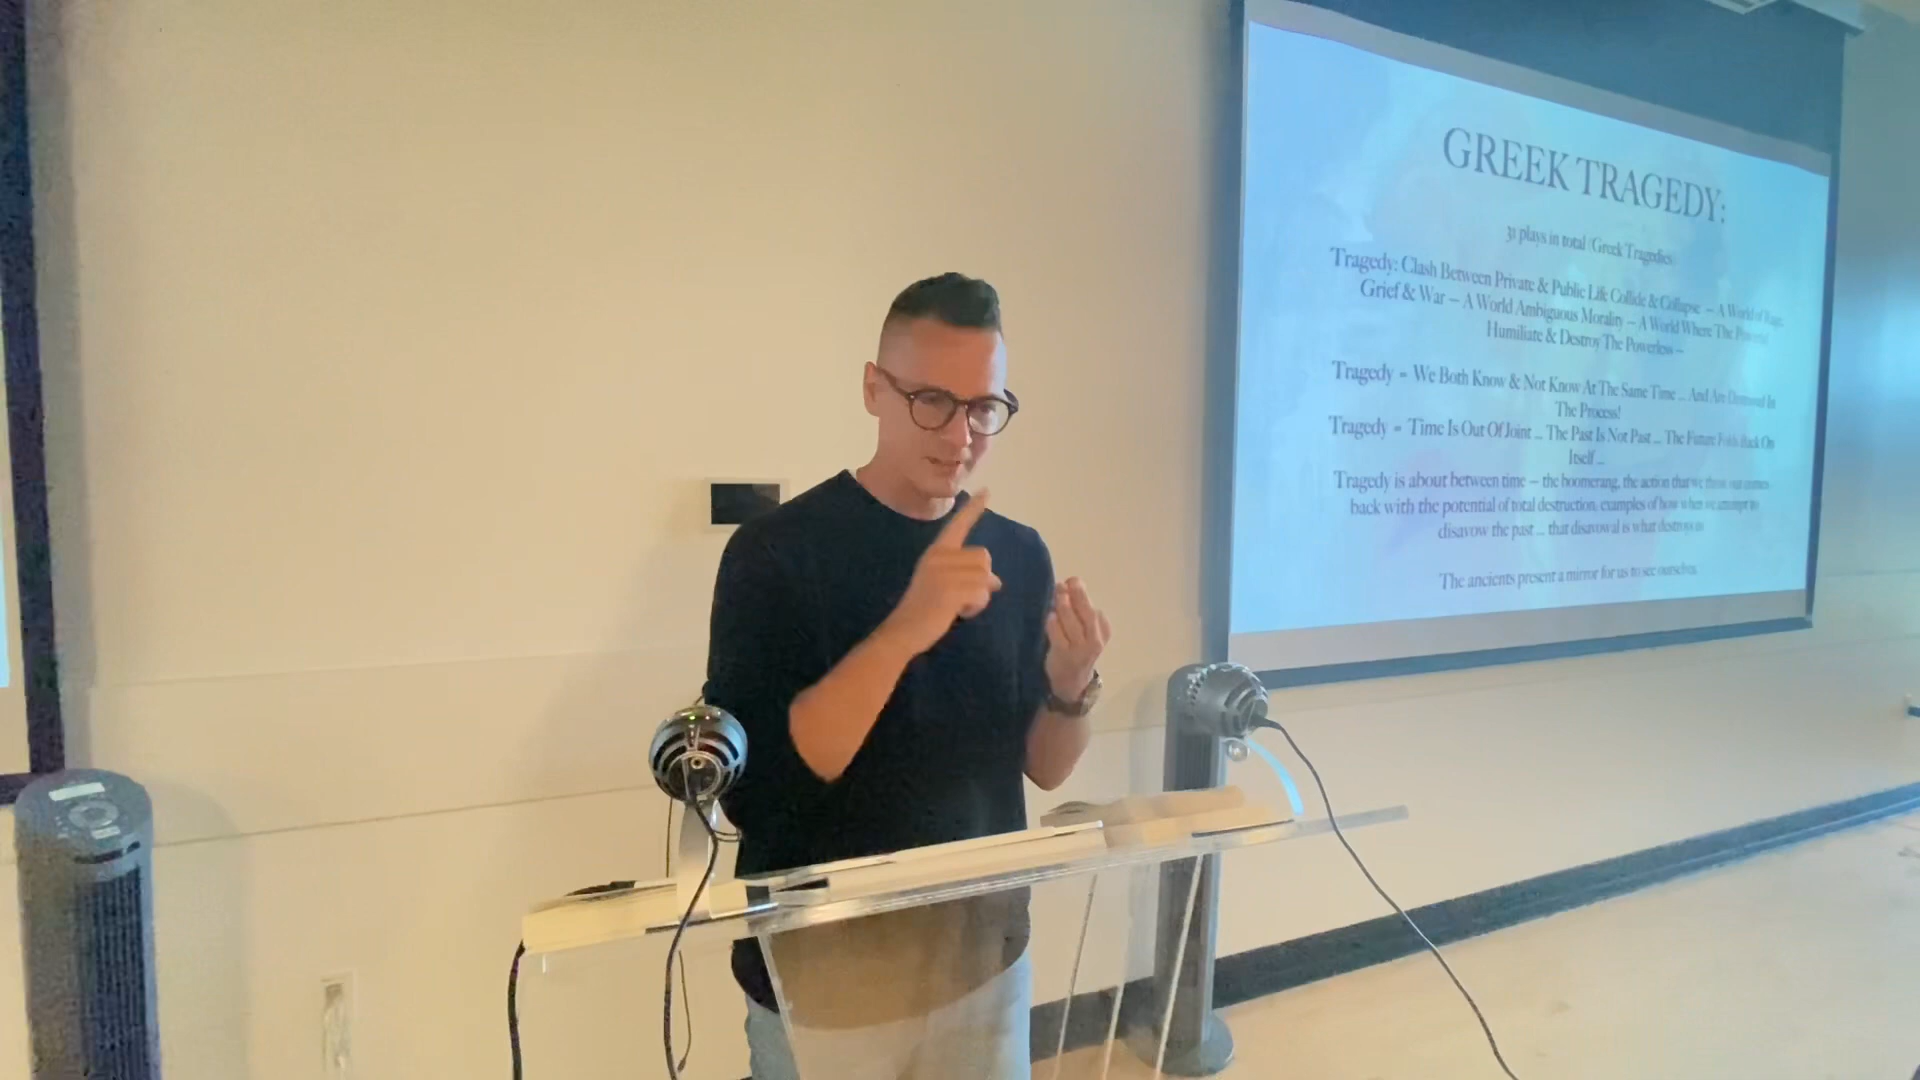 GREEK TRAGEDY:
31 plays in total (Greek Tragedies)
Tragedy: Clash Between Private & Public Life Collide & Collapse – A World of Rage,
Grief & War – A World Ambiguous Morality – A World Where The Powerful
Humiliate & Destroy The Powerless –
Tragedy = We Both Know & Not Know At The Same Time ... And Are Destroyed In
The Process!
Tragedy = Time Is Out Of Joint ... The Past Is Not Past ... The Future Folds Back On
Itself ...
Tragedy is about between time – the boomerang, the action that we throw out comes
back with the potential of total destruction, examples of how when we attempt to
disavow the past ... that disavowal is what destroys us
The ancients present a mirror for us to see ourselves.